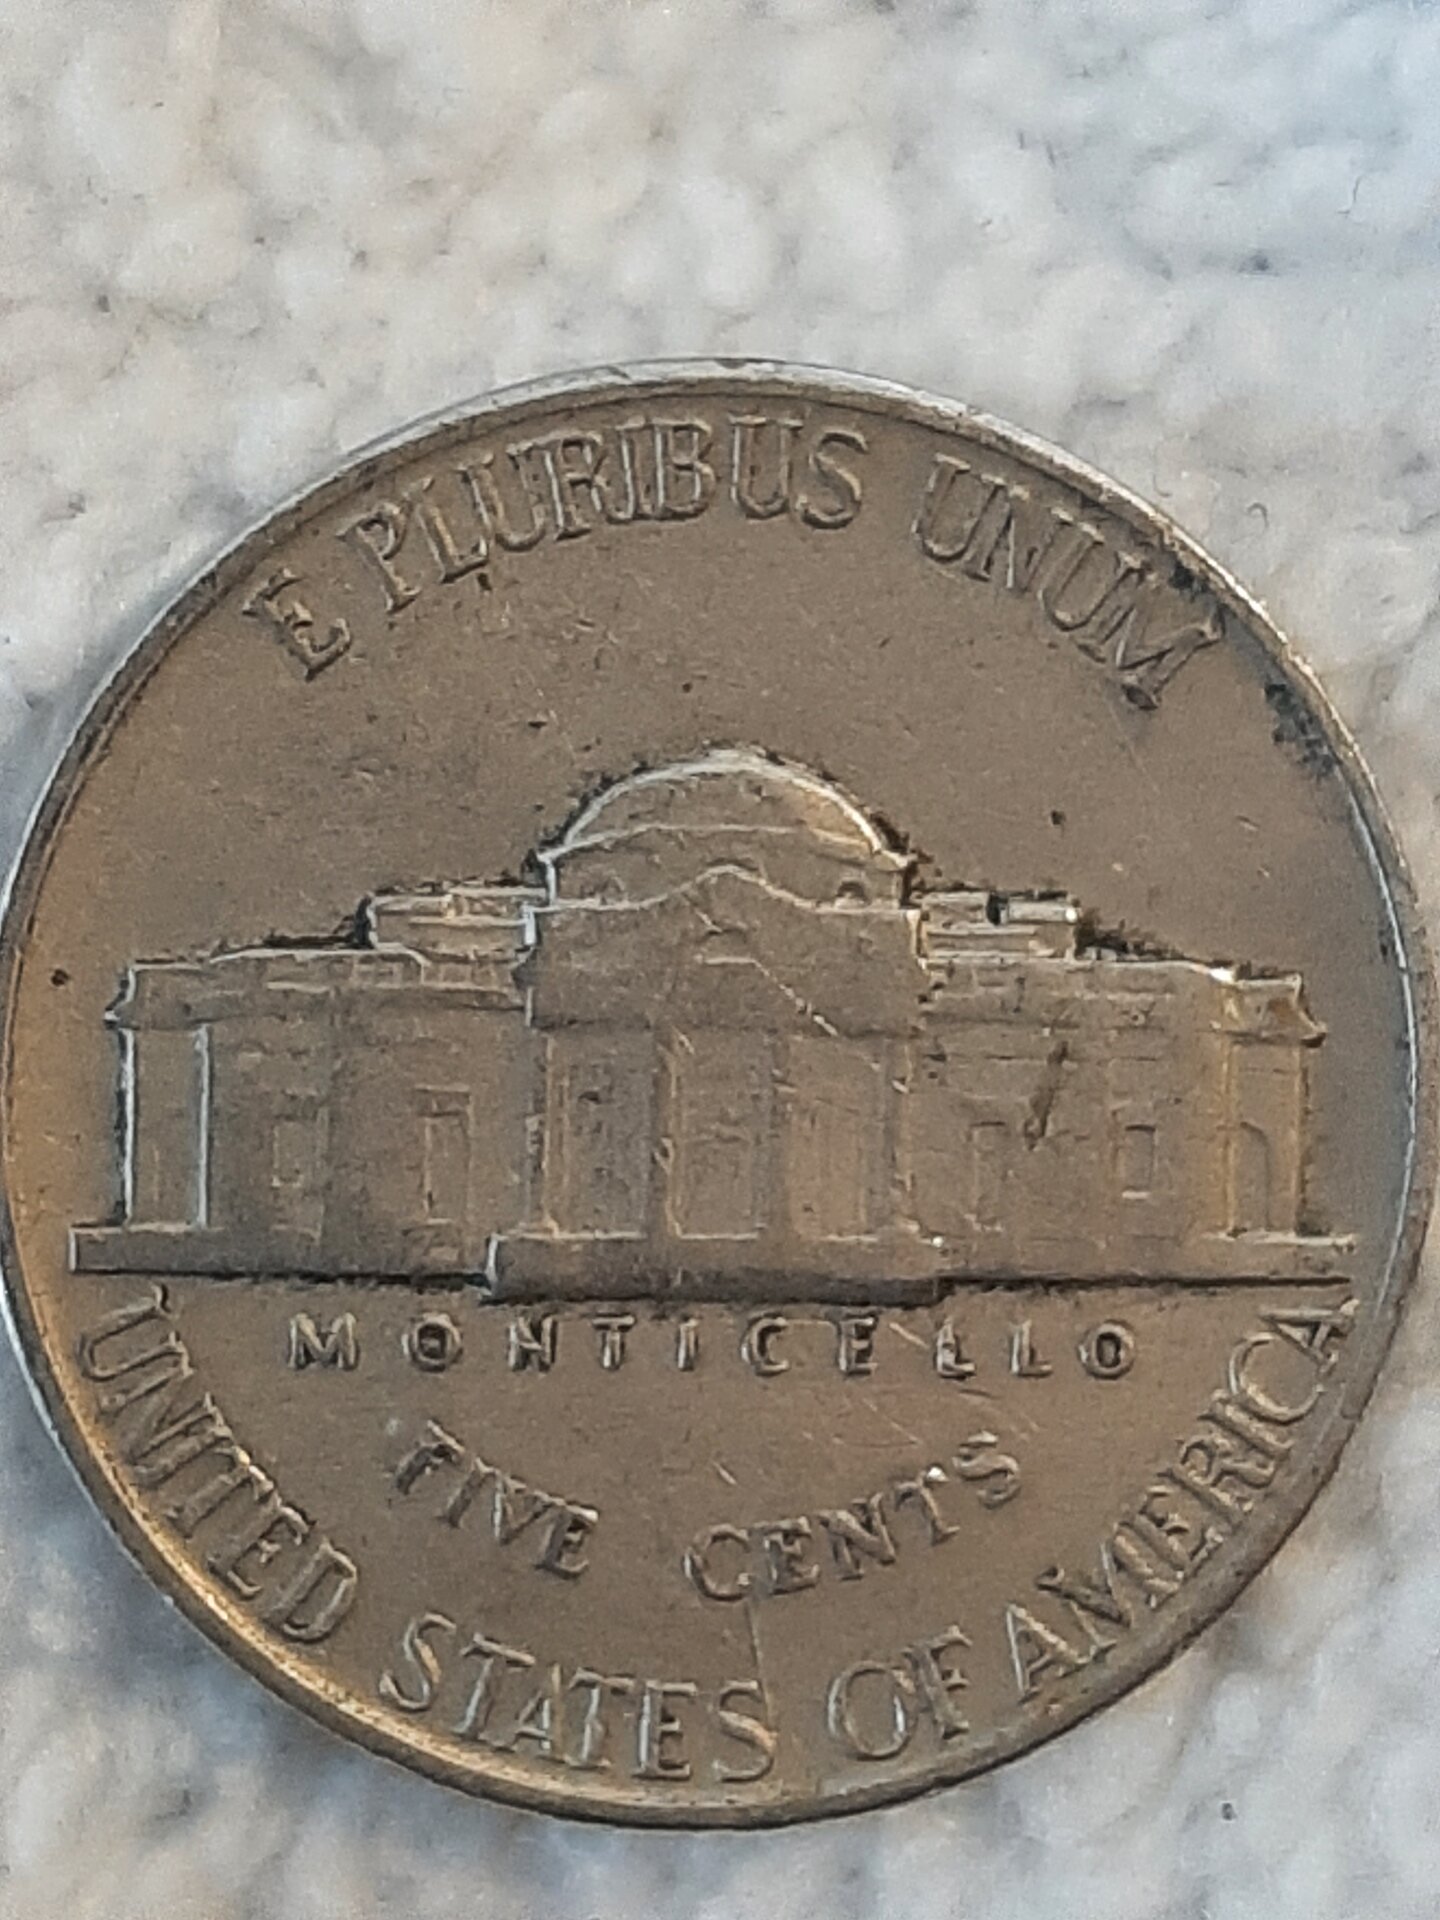 E PLURIBUS UNUM
MONTICELLO
FIVE CENTS
UNITED STATES OF AMERICA